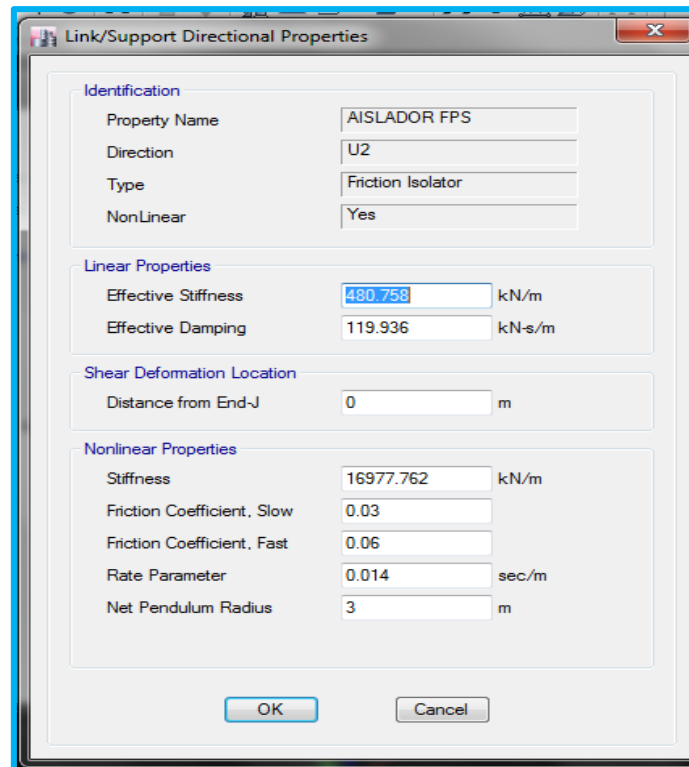 Link/Support Directional Properties
Identification
Property Name AISLADOR FPS
Direction U2
Type Friction Isolator
NonLinear Yes
Linear Properties
Effective Stiffness 480.758 kN/m
Effective Damping 119.936 kN-s/m
Shear Deformation Location
Distance from End-J 0 m
Nonlinear Properties
Stiffness 16977.762 kN/m
Friction Coefficient, Slow 0.03
Friction Coefficient, Fast 0.06
Rate Parameter 0.014 sec/m
Net Pendulum Radius 3 m
OK Cancel